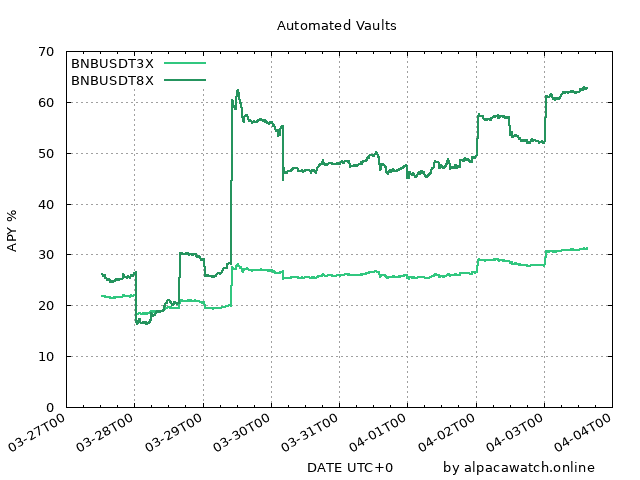 Automated Vaults
BNBUSDT3X
BNBUSDT8X
APY %
70
60
50
40
30
20
10
0
03-27T00
03-28T00
03-29T00
03-30T00
03-31T00
04-01T00
04-02T00
04-03T00
04-04T00
DATE UTC+0
by alpacawatch.online